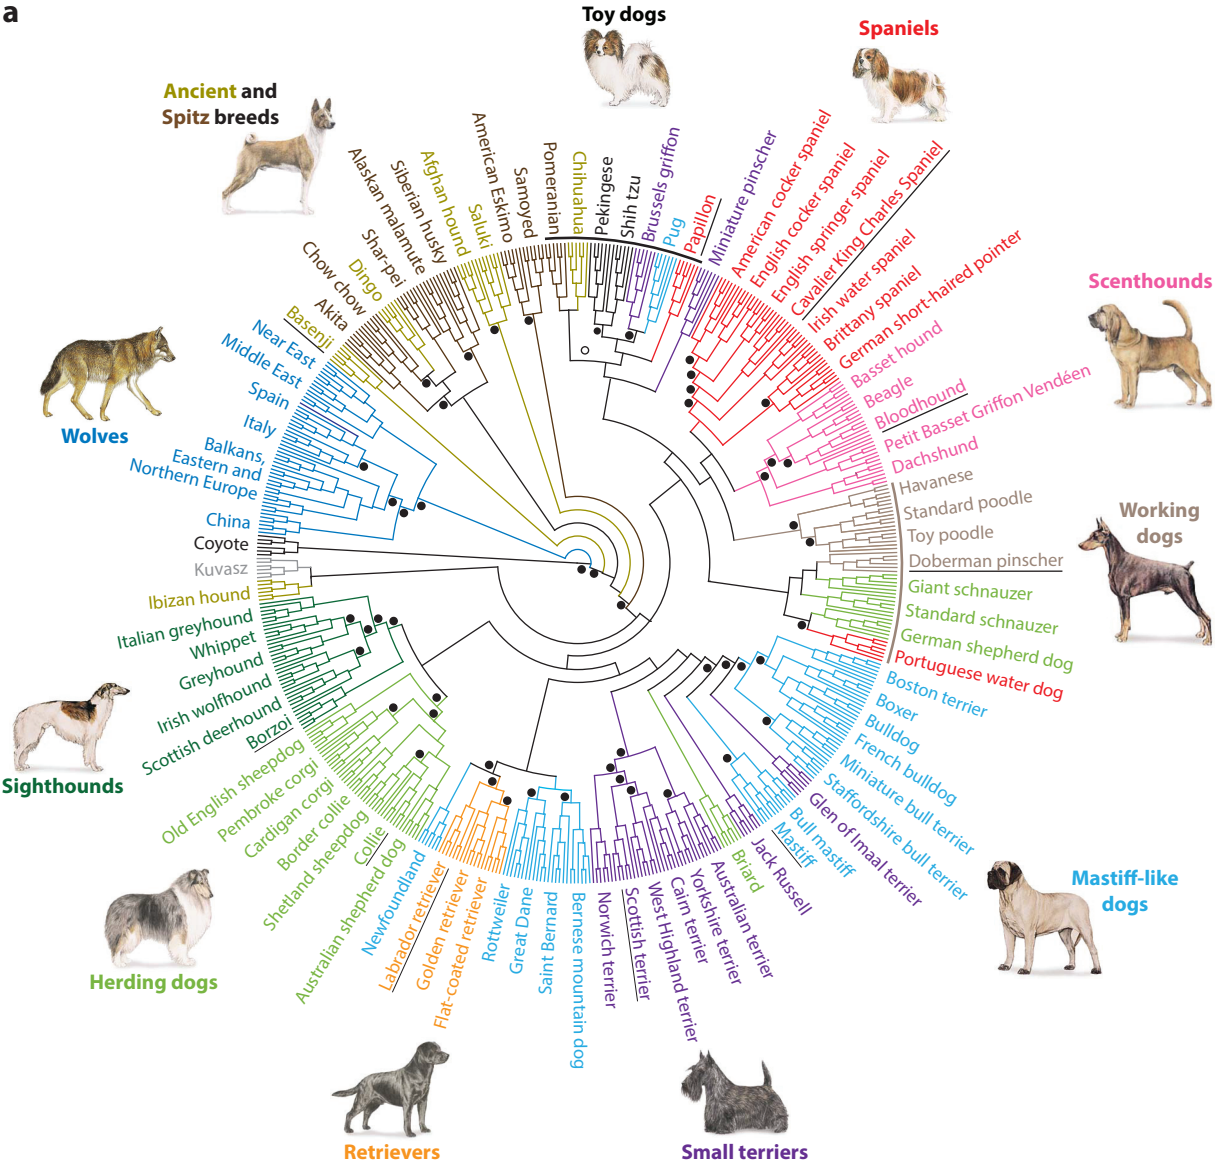 a
Toy dogs
Spaniels
Ancient and
Spitz breeds
Scenthounds
Wolves
Working
dogs
Sighthounds
Mastiff-like
dogs
Herding dogs
Retrievers
Small terriers
Coyote
China
Balkans,
Eastern and
Northern Europe
Italy
Spain
Middle East
Near East
Basenji
Akita
Chow chow
Dingo
Shar-pei
Alaskan malamute
Siberian husky
Afghan hound
Saluki
American Eskimo
Samoyed
Pomeranian
Chihuahua
Pekingese
Shih tzu
Brussels griffon
Pug
Papillon
Miniature pinscher
American cocker spaniel
English cocker spaniel
English springer spaniel
Cavalier King Charles Spaniel
Irish water spaniel
Brittany spaniel
German short-haired pointer
Basset hound
Beagle
Bloodhound
Petit Basset Griffon Vendéen
Dachshund
Havanese
Standard poodle
Toy poodle
Doberman pinscher
Giant schnauzer
Standard schnauzer
German shepherd dog
Portuguese water dog
Boston terrier
Boxer
Bulldog
French bulldog
Miniature bull terrier
Staffordshire bull terrier
Glen of Imaal terrier
Bull mastiff
Mastiff
Jack Russell
Briard
Australian terrier
Yorkshire terrier
Cairn terrier
West Highland terrier
Scottish terrier
Norwich terrier
Bernese mountain dog
Saint Bernard
Great Dane
Rottweiler
Flat-coated retriever
Golden retriever
Labrador retriever
Newfoundland
Australian shepherd dog
Collie
Shetland sheepdog
Border collie
Cardigan corgi
Pembroke corgi
Old English sheepdog
Borzoi
Scottish deerhound
Irish wolfhound
Greyhound
Whippet
Italian greyhound
Ibizan hound
Kuvasz